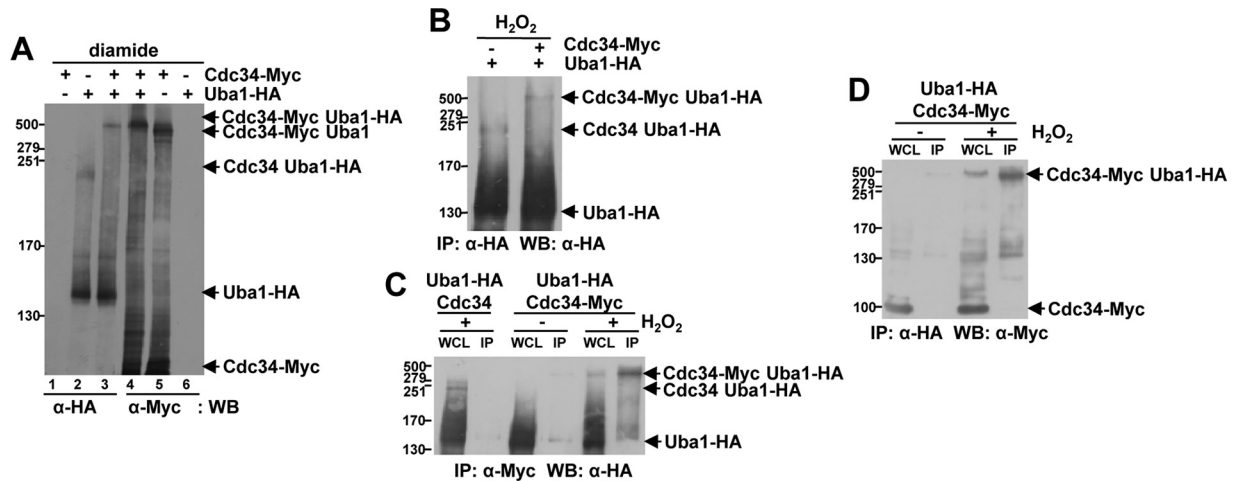 A
diamide
+ - + + + - Cdc34-Myc
- + + + - + Uba1-HA
500
279
251
170
130
Cdc34-Myc Uba1-HA
Cdc34-Myc Uba1
Cdc34 Uba1-HA
Uba1-HA
Cdc34-Myc
1 2 3 4 5 6
α-HA α-Myc : WB
B
H2O2
- + Cdc34-Myc
+ + Uba1-HA
500
279
251
170
130
Cdc34-Myc Uba1-HA
Cdc34 Uba1-HA
Uba1-HA
IP: α-HA WB: α-HA
C
Uba1-HA Uba1-HA
Cdc34 Cdc34-Myc
+ - + H2O2
WCL IP WCL IP WCL IP
500
279
251
170
130
Cdc34-Myc Uba1-HA
Cdc34 Uba1-HA
Uba1-HA
IP: α-Myc WB: α-HA
D
Uba1-HA
Cdc34-Myc
- + H2O2
WCL IP WCL IP
500
279
251
170
130
100
Cdc34-Myc Uba1-HA
Cdc34-Myc
IP: α-HA WB: α-Myc